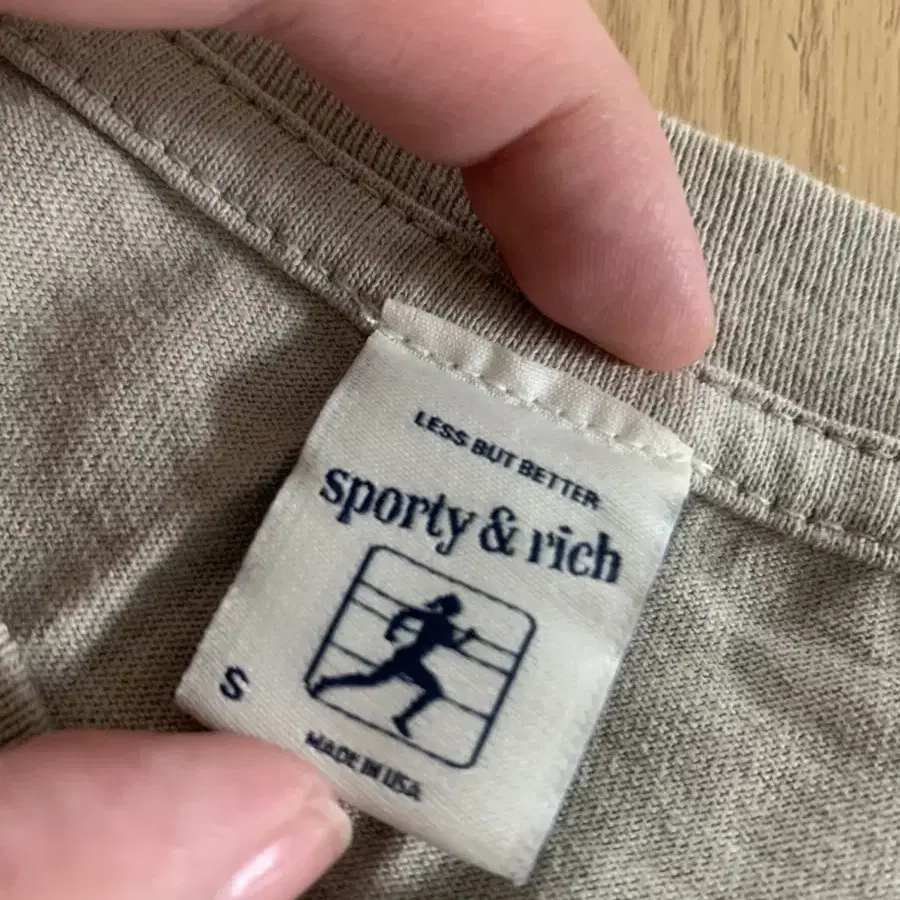 LESS BUT BETTER
sporty & rich
S
MADE IN USA